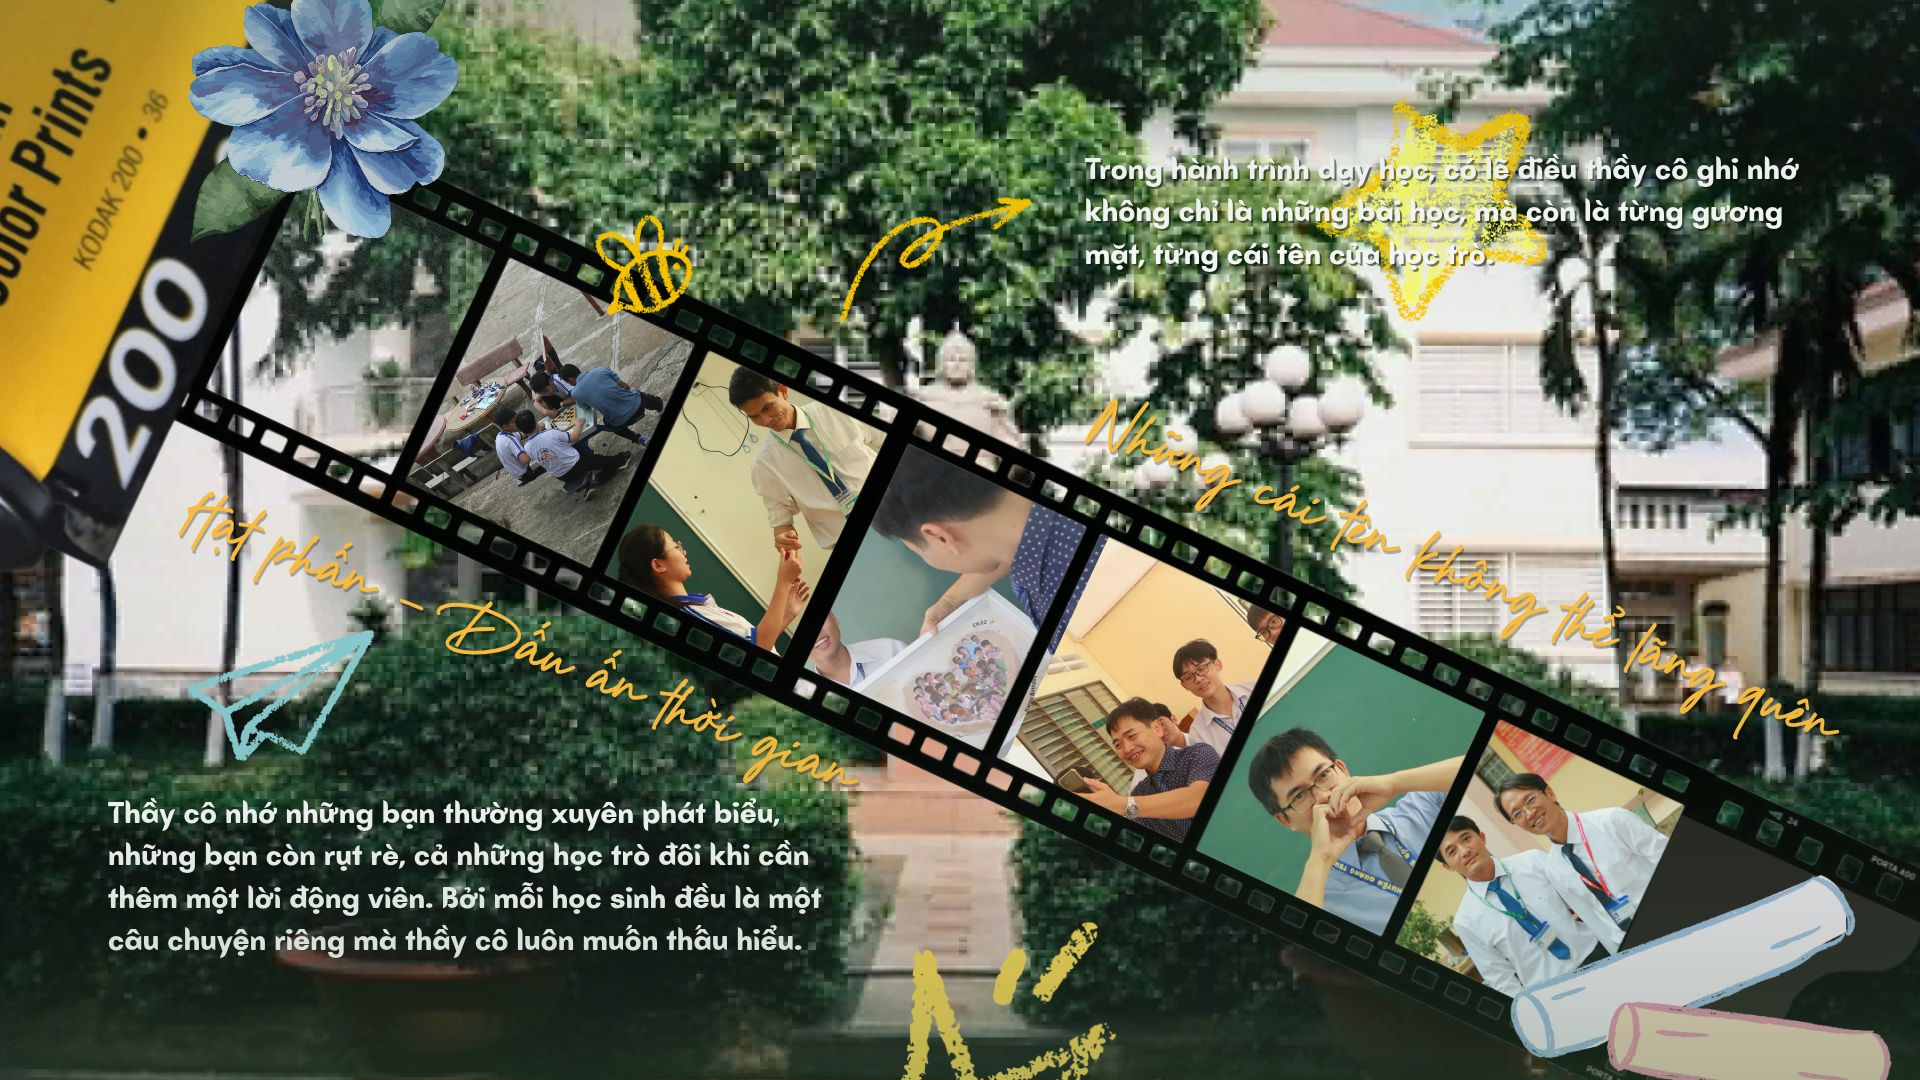 Color Prints
KODAK 200 • 36
200
Trong hành trình dạy học, có lẽ điều thầy cô ghi nhớ
không chỉ là những bài học, mà còn là từng gương
mặt, từng cái tên của học trò.
Những cái tên không thể lãng quên
Hạt phấn - Dấu ấn thời gian
CK22
Thầy cô nhớ những bạn thường xuyên phát biểu,
những bạn còn rụt rè, cả những học trò đôi khi cần
thêm một lời động viên. Bởi mỗi học sinh đều là một
câu chuyện riêng mà thầy cô luôn muốn thấu hiểu.
24
PORTA 400